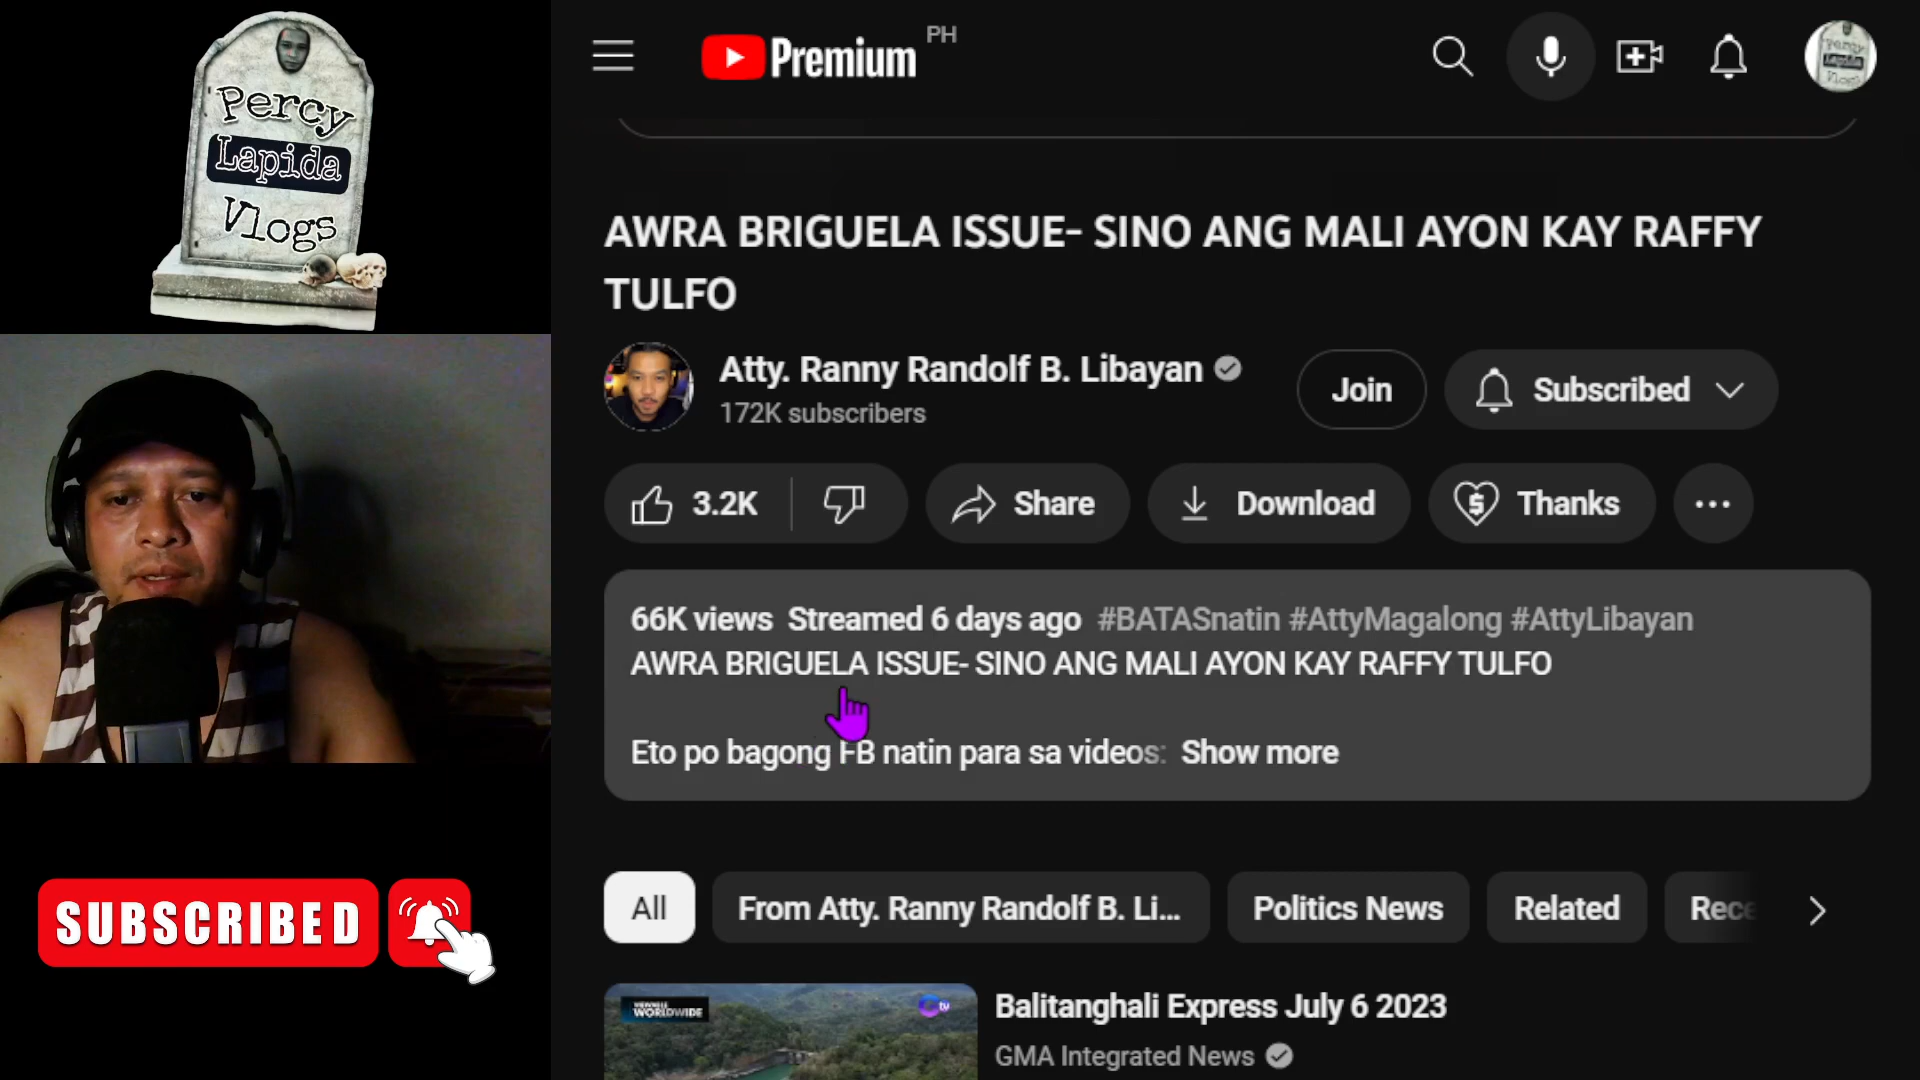 Percy
Lapida
Vlogs
SUBSCRIBED
Premium
PH
AWRA BRIGUELA ISSUE- SINO ANG MALI AYON KAY RAFFY
TULFO
Atty. Ranny Randolf B. Libayan
172K subscribers
Join
Subscribed
3.2K
Share
Download
Thanks
66K views Streamed 6 days ago #BATASnatin #AttyMagalong #AttyLibayan
AWRA BRIGUELA ISSUE- SINO ANG MALI AYON KAY RAFFY TULFO
Eto po bagong FB natin para sa videos: Show more
All
From Atty. Ranny Randolf B. Li...
Politics News
Related
Rece
WORLDWIDE
tv
Balitanghali Express July 6 2023
GMA Integrated News